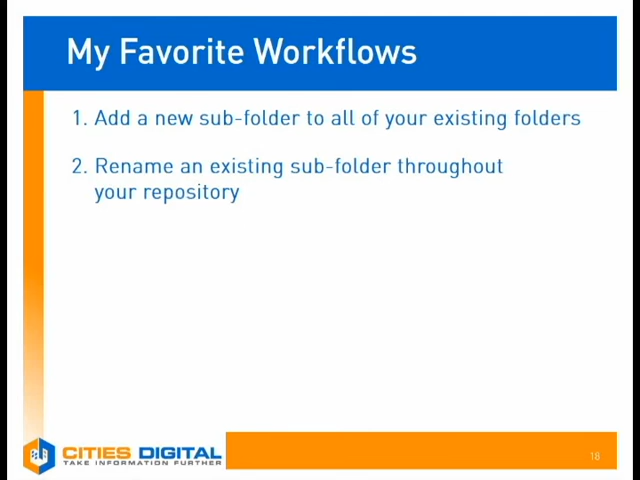 My Favorite Workflows
1. Add a new sub-folder to all of your existing folders
2. Rename an existing sub-folder throughout
your repository
CITIES DIGITAL
TAKE INFORMATION FURTHER
18